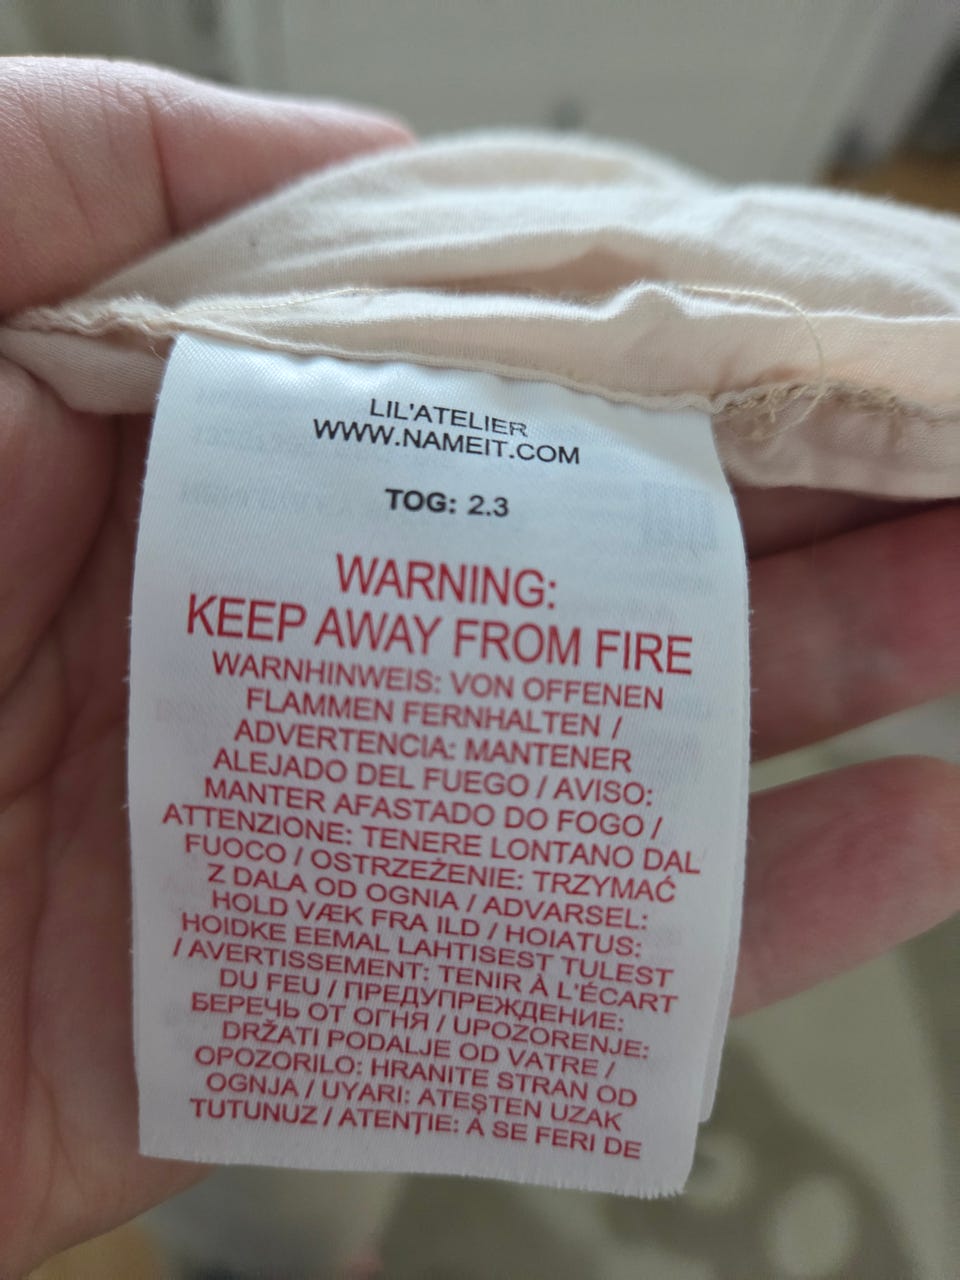 LIL'ATELIER
WWW.NAMEIT.COM
TOG: 2.3
WARNING:
KEEP AWAY FROM FIRE
WARNHINWEIS: VON OFFENEN
FLAMMEN FERNHALTEN /
ADVERTENCIA: MANTENER
ALEJADO DEL FUEGO / AVISO:
MANTER AFASTADO DO FOGO /
ATTENZIONE: TENERE LONTANO DAL
FUOCO / OSTRZEŻENIE: TRZYMAĆ
Z DALA OD OGNIA / ADVARSEL:
HOLD VÆK FRA ILD / HOIATUS:
HOIDKE EEMAL LAHTISEST TULEST
/ AVERTISSEMENT: TENIR À L'ÉCART
DU FEU / ПРЕДУПРЕЖДЕНИЕ:
БЕРЕЧЬ ОТ ОГНЯ / UPOZORENJE:
DRŽATI PODALJE OD VATRE /
OPOZORILO: HRANITE STRAN OD
OGNJA / UYARI: ATEŞTEN UZAK
TUTUNUZ / ATENȚIE: A SE FERI DE